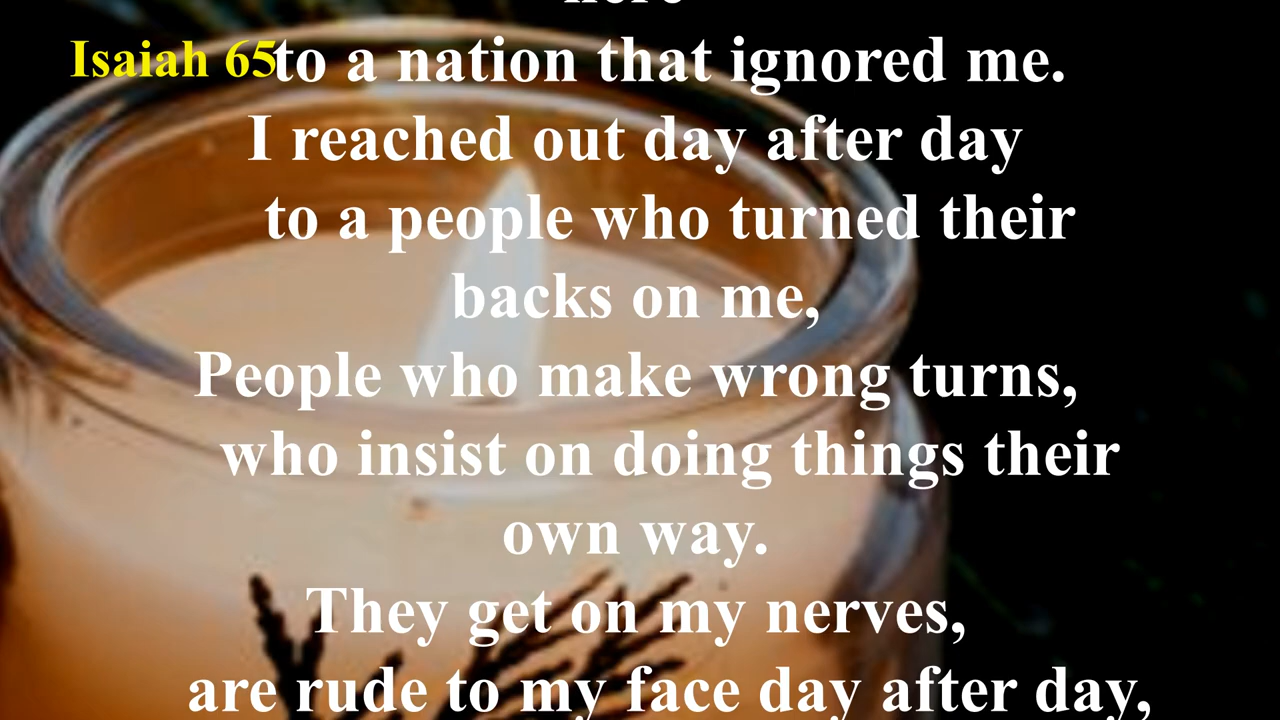 here
Isaiah 65
to a nation that ignored me.
I reached out day after day
to a people who turned their
backs on me,
People who make wrong turns,
who insist on doing things their
own way.
They get on my nerves,
are rude to my face day after day,